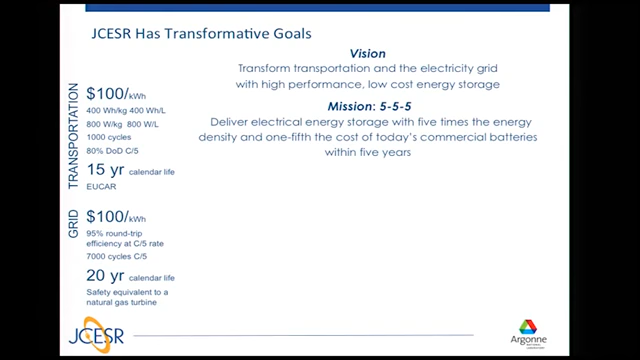 JCESR Has Transformative Goals
Vision
Transform transportation and the electricity grid
with high performance, low cost energy storage
Mission: 5-5-5
Deliver electrical energy storage with five times the energy
density and one-fifth the cost of today's commercial batteries
within five years
TRANSPORTATION
$100/kWh
400 Wh/kg 400 Wh/L
800 W/kg 800 W/L
1000 cycles
80% DoD C/5
15 yr calendar life
EUCAR
GRID
$100/kWh
95% round-trip
efficiency at C/5 rate
7000 cycles C/5
20 yr calendar life
Safety equivalent to a
natural gas turbine
JCESR
Argonne